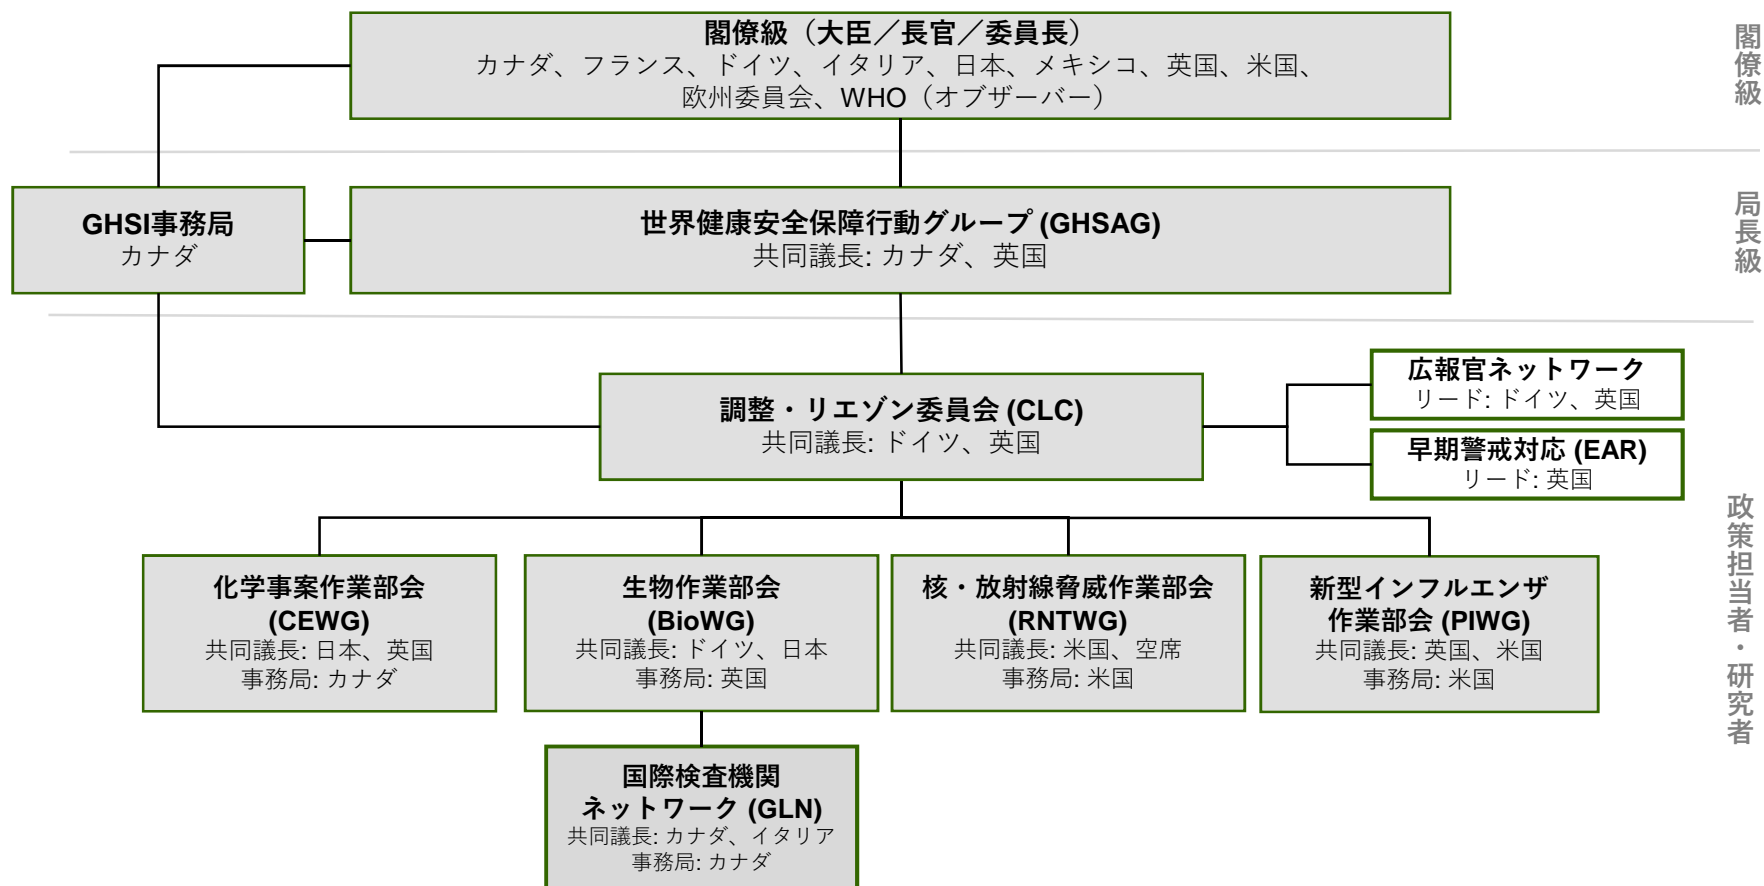 閣僚級（大臣／長官／委員長）
カナダ、フランス、ドイツ、イタリア、日本、メキシコ、英国、米国、
欧州委員会、WHO（オブザーバー）
閣僚級
GHSI事務局
カナダ
世界健康安全保障行動グループ (GHSAG)
共同議長: カナダ、英国
局長級
調整・リエゾン委員会 (CLC)
共同議長: ドイツ、英国
広報官ネットワーク
リード: ドイツ、英国
早期警戒対応 (EAR)
リード: 英国
政策担当者・研究者
化学事案作業部会
(CEWG)
共同議長: 日本、英国
事務局: カナダ
生物作業部会
(BioWG)
共同議長: ドイツ、日本
事務局: 英国
核・放射線脅威作業部会
(RNTWG)
共同議長: 米国、空席
事務局: 米国
新型インフルエンザ
作業部会 (PIWG)
共同議長: 英国、米国
事務局: 米国
国際検査機関
ネットワーク (GLN)
共同議長: カナダ、イタリア
事務局: カナダ